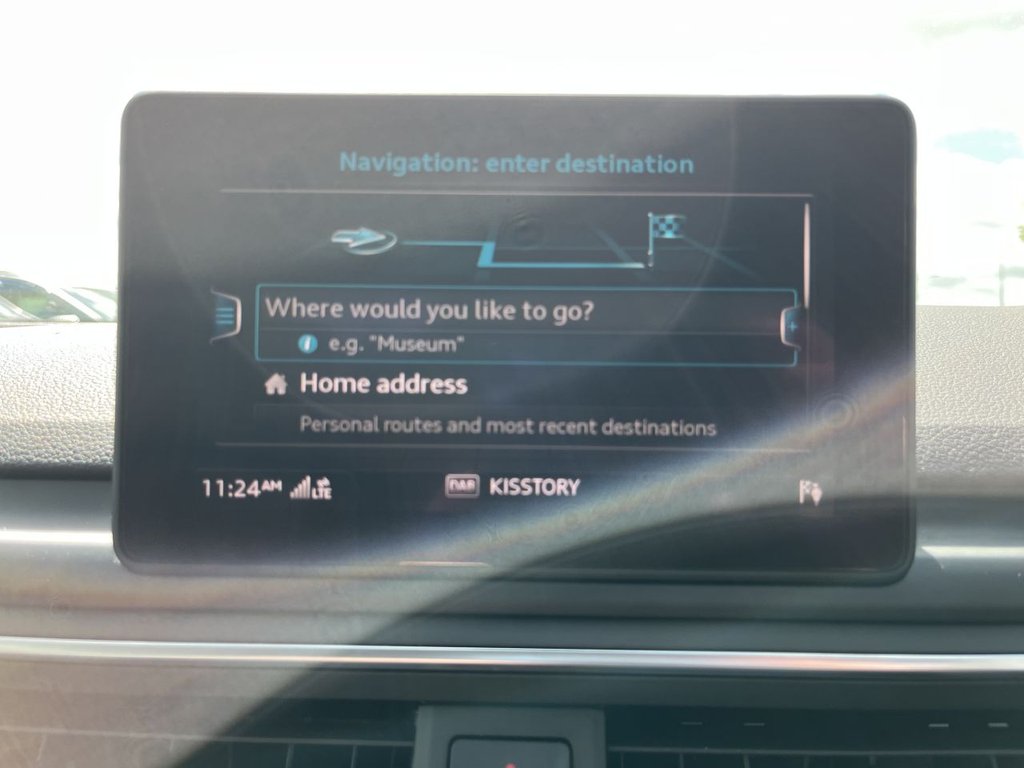 Navigation: enter destination
Where would you like to go?
i e.g. "Museum"
Home address
Personal routes and most recent destinations
11:24AM LTE DAB KISSTORY